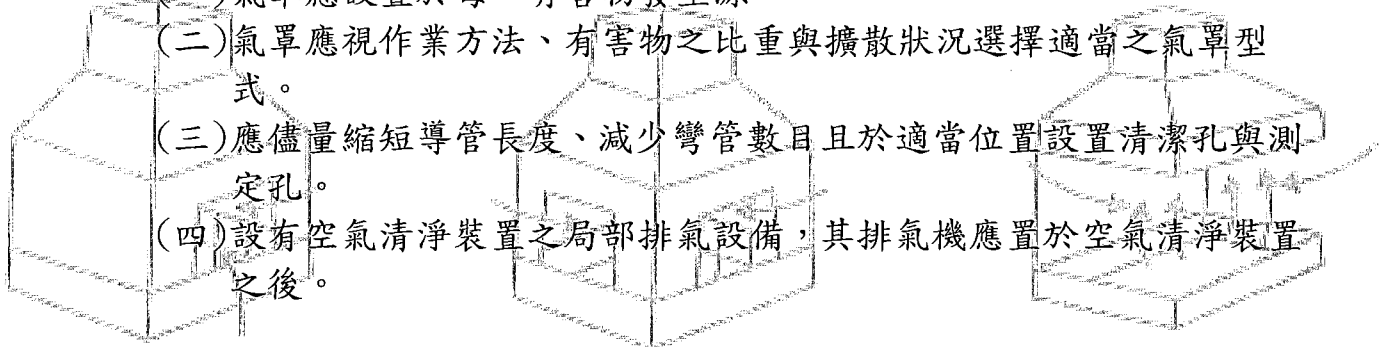 (二)氣罩應視作業方法、有害物之比重與擴散狀況選擇適當之氣罩型
式。
(三)應儘量縮短導管長度、減少彎管數目且於適當位置設置清潔孔與測
定孔。
(四)設有空氣清淨裝置之局部排氣設備，其排氣機應置於空氣清淨裝置
之後。